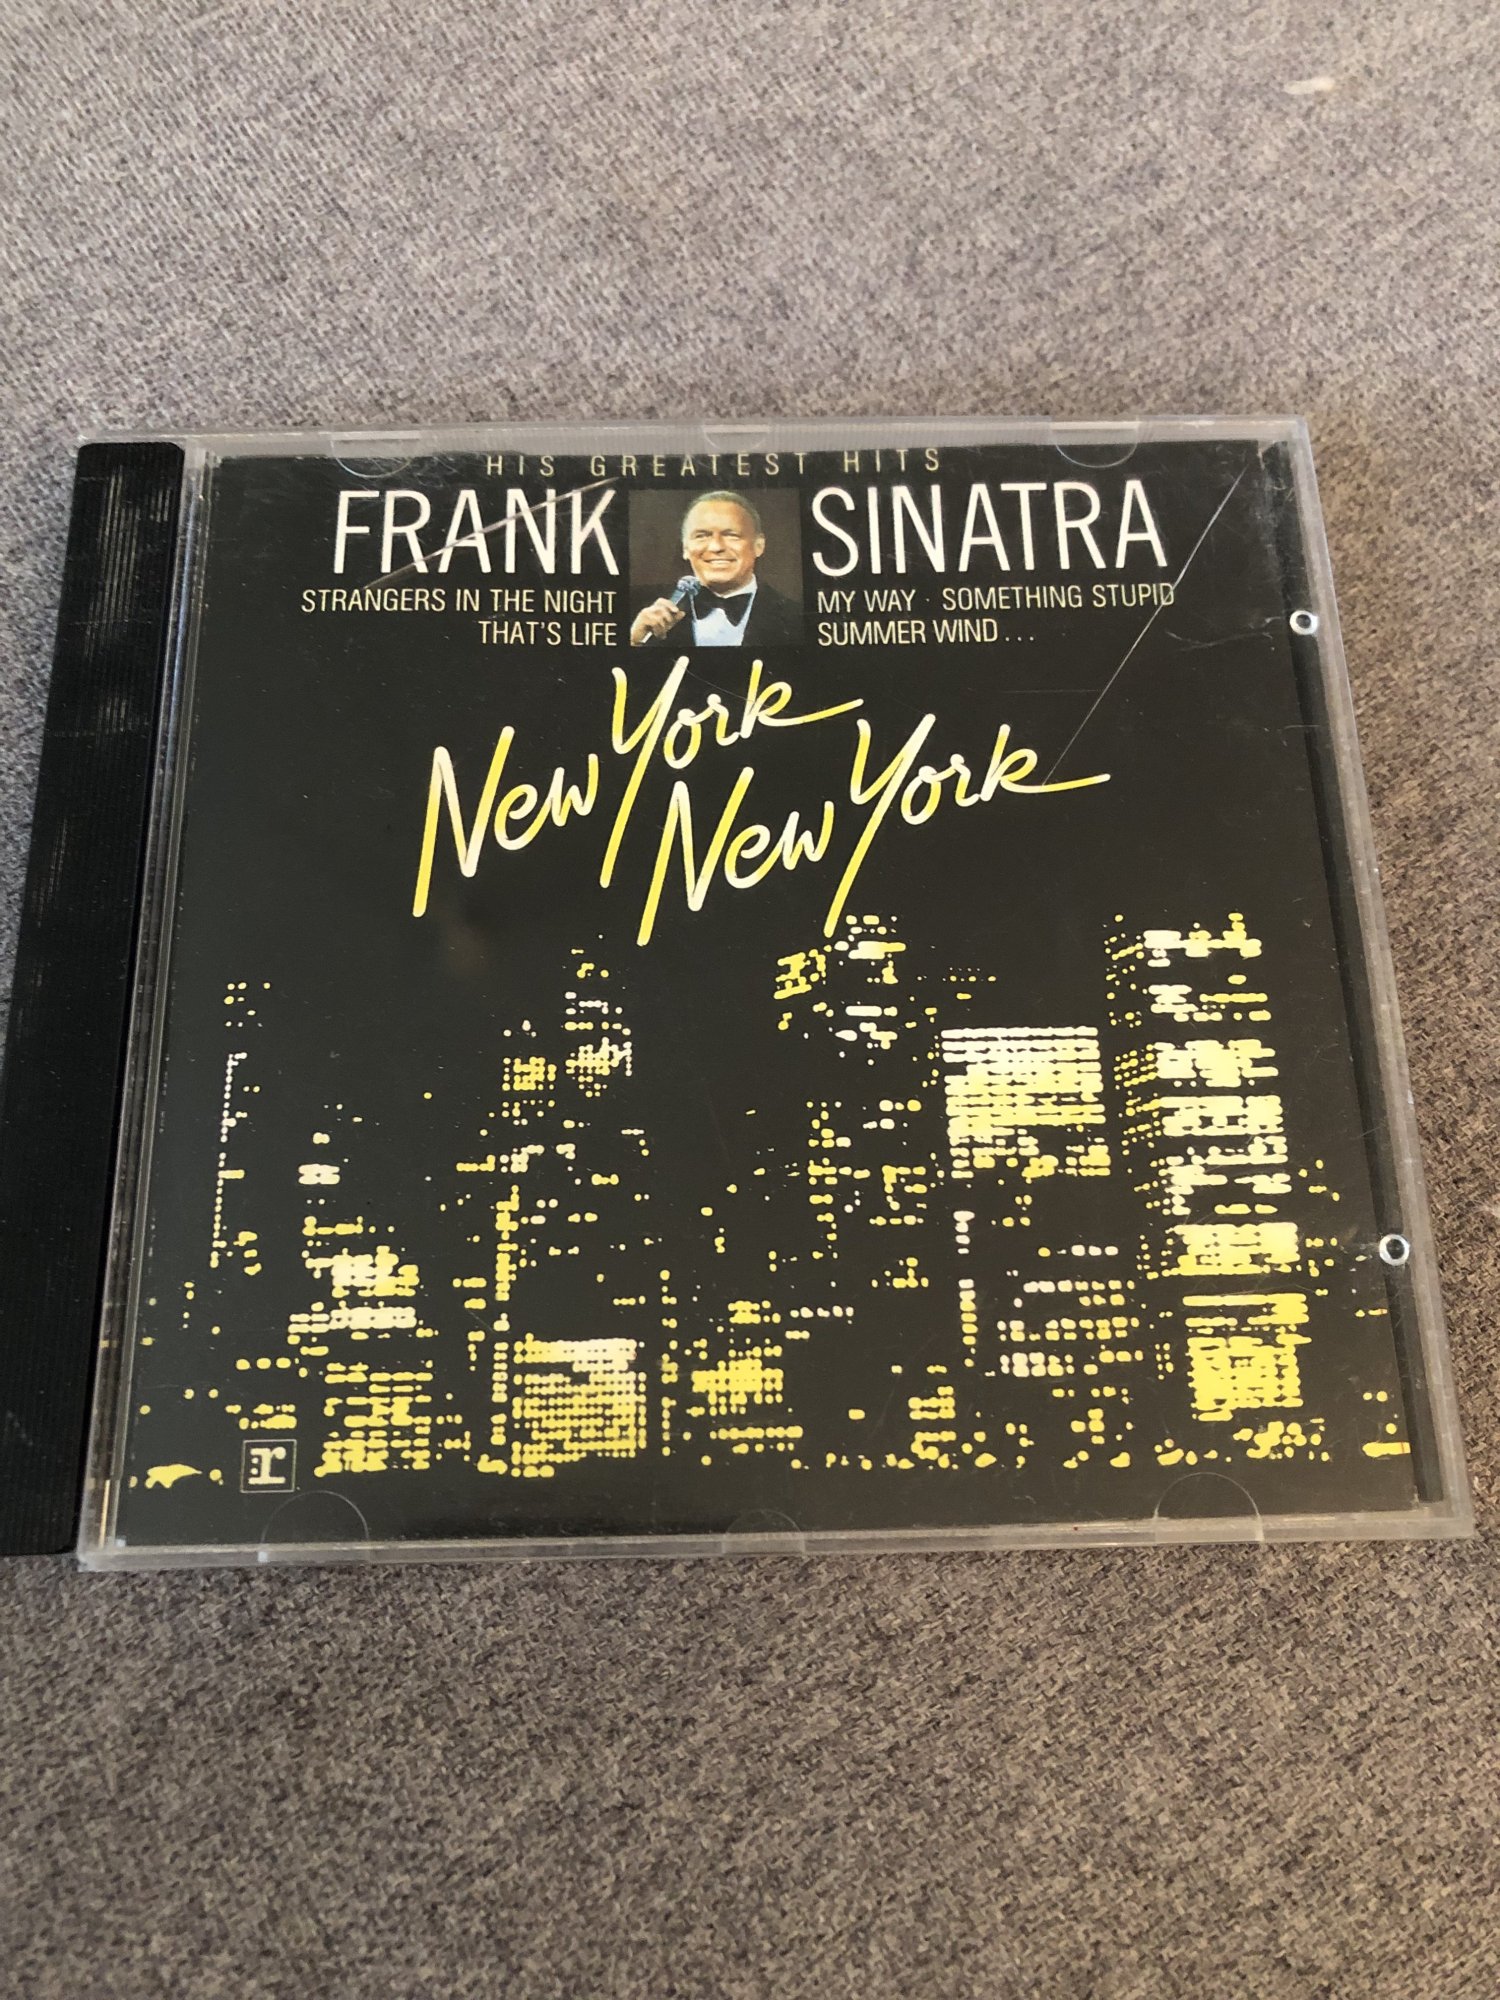 HIS GREATEST HITS
FRANK SINATRA
STRANGERS IN THE NIGHT
THAT'S LIFE
MY WAY · SOMETHING STUPID
SUMMER WIND...
New York
New York
:r